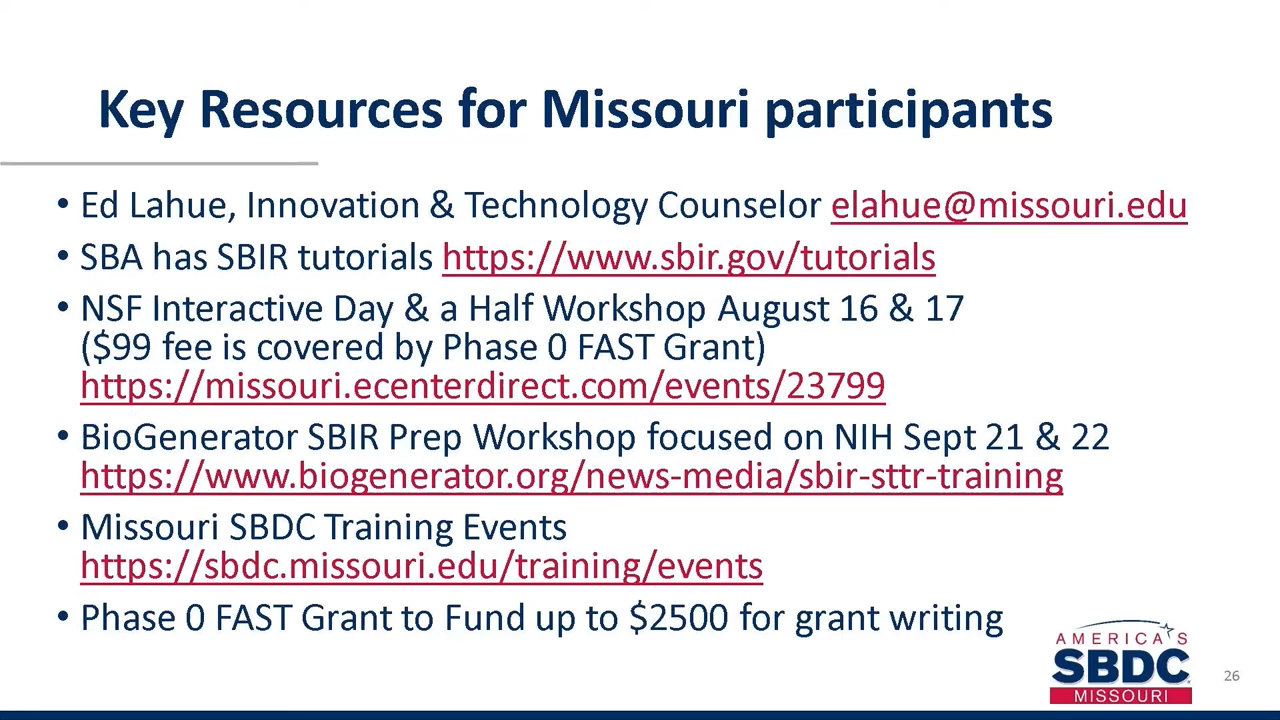 Key Resources for Missouri participants
• Ed Lahue, Innovation & Technology Counselor elahue@missouri.edu
• SBA has SBIR tutorials https://www.sbir.gov/tutorials
• NSF Interactive Day & a Half Workshop August 16 & 17
($99 fee is covered by Phase 0 FAST Grant)
https://missouri.ecenterdirect.com/events/23799
• BioGenerator SBIR Prep Workshop focused on NIH Sept 21 & 22
https://www.biogenerator.org/news-media/sbir-sttr-training
• Missouri SBDC Training Events
https://sbdc.missouri.edu/training/events
• Phase 0 FAST Grant to Fund up to $2500 for grant writing
AMERICA'S
SBDC
MISSOURI
26